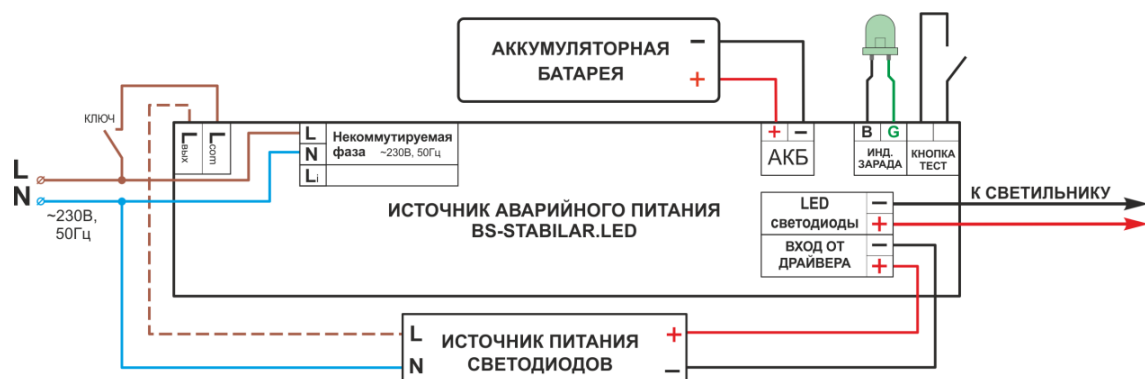 АККУМУЛЯТОРНАЯ
БАТАРЕЯ
−
+
КЛЮЧ
Lвых
Lcom
L
N
~230В,
50Гц
L
N
Li
Некоммутируемая
фаза ~230В, 50Гц
+ −
АКБ
B G
ИНД.
ЗАРАДА
КНОПКА
ТЕСТ
ИСТОЧНИК АВАРИЙНОГО ПИТАНИЯ
BS-STABILAR.LED
LED
светодиоды
−
+
К СВЕТИЛЬНИКУ
ВХОД ОТ
ДРАЙВЕРА
−
+
L
N
ИСТОЧНИК ПИТАНИЯ
СВЕТОДИОДОВ
+
−